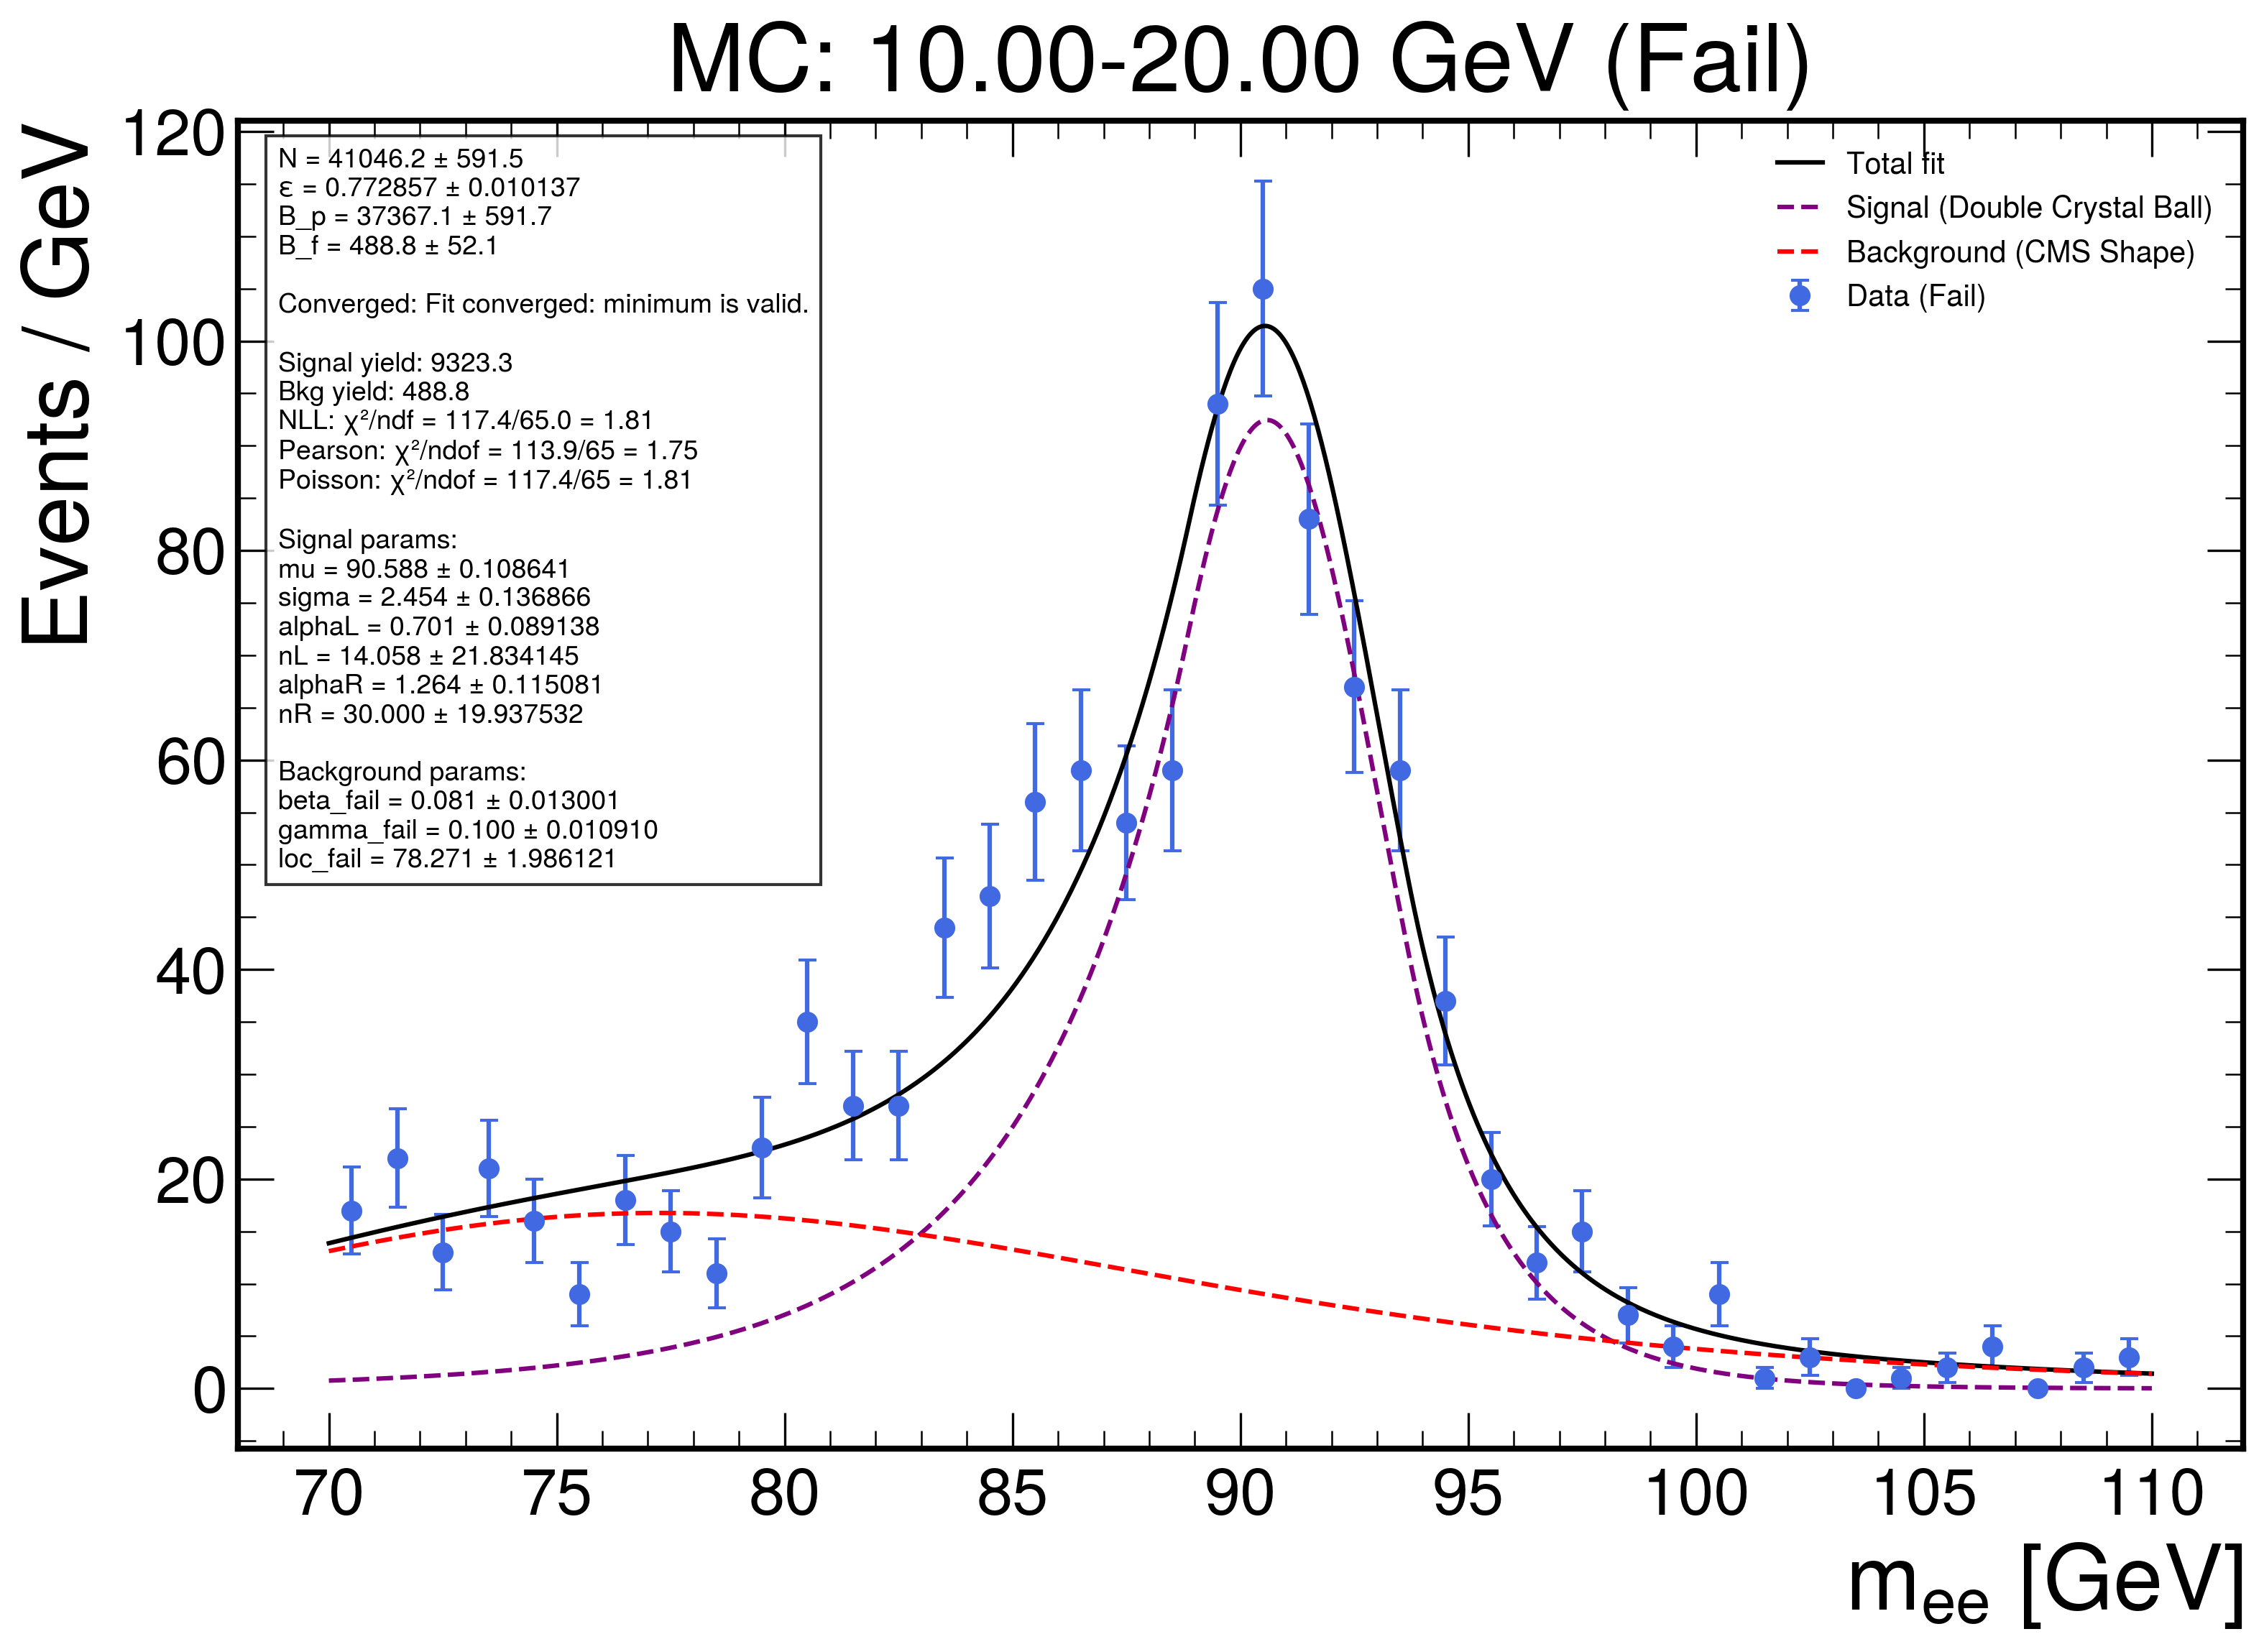 MC: 10.00-20.00 GeV (Fail)
Events / GeV
120
100
80
60
40
20
0
N = 41046.2 ± 591.5
ε = 0.772857 ± 0.010137
B_p = 37367.1 ± 591.7
B_f = 488.8 ± 52.1
Converged: Fit converged: minimum is valid.
Signal yield: 9323.3
Bkg yield: 488.8
NLL: χ²/ndf = 117.4/65.0 = 1.81
Pearson: χ²/ndof = 113.9/65 = 1.75
Poisson: χ²/ndof = 117.4/65 = 1.81
Signal params:
mu = 90.588 ± 0.108641
sigma = 2.454 ± 0.136866
alphaL = 0.701 ± 0.089138
nL = 14.058 ± 21.834145
alphaR = 1.264 ± 0.115081
nR = 30.000 ± 19.937532
Background params:
beta_fail = 0.081 ± 0.013001
gamma_fail = 0.100 ± 0.010910
loc_fail = 78.271 ± 1.986121
Total fit
Signal (Double Crystal Ball)
Background (CMS Shape)
Data (Fail)
70 75 80 85 90 95 100 105 110
m_ee [GeV]